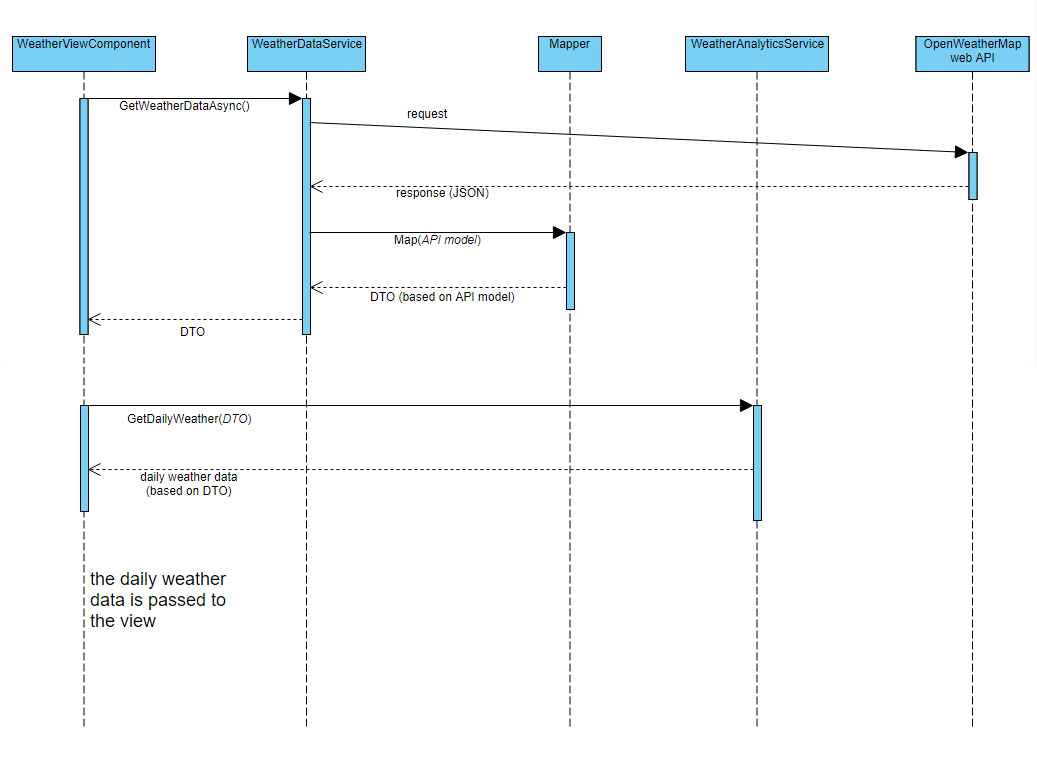 WeatherViewComponent
WeatherDataService
Mapper
WeatherAnalyticsService
OpenWeatherMap
web API
GetWeatherDataAsync()
request
response (JSON)
Map(API model)
DTO (based on API model)
DTO
GetDailyWeather(DTO)
daily weather data
(based on DTO)
the daily weather
data is passed to
the view